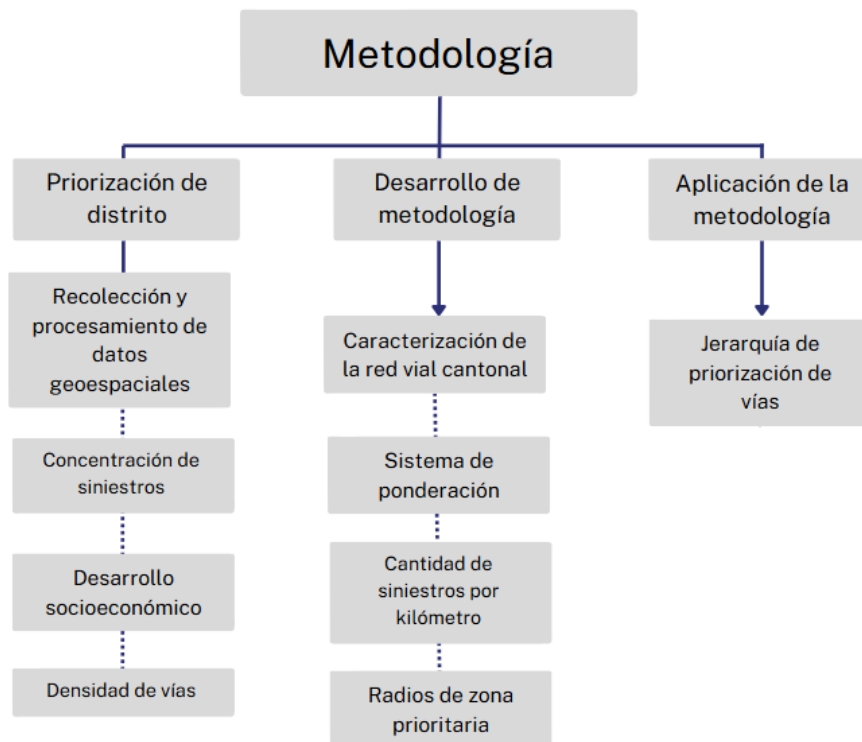 Metodología
Priorización de
distrito
Recolección y
procesamiento de
datos
geoespaciales
Concentración de
siniestros
Desarrollo
socioeconómico
Densidad de vías
Desarrollo de
metodología
Caracterización de
la red vial cantonal
Sistema de
ponderación
Cantidad de
siniestros por
kilómetro
Radios de zona
prioritaria
Aplicación de la
metodología
Jerarquía de
priorización de
vías